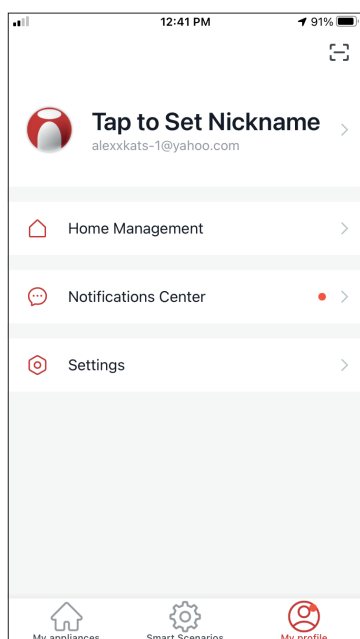 12:41 PM 91%
Tap to Set Nickname
alexxkats-1@yahoo.com
Home Management
Notifications Center
Settings
My appliances Smart Scenarios My profile